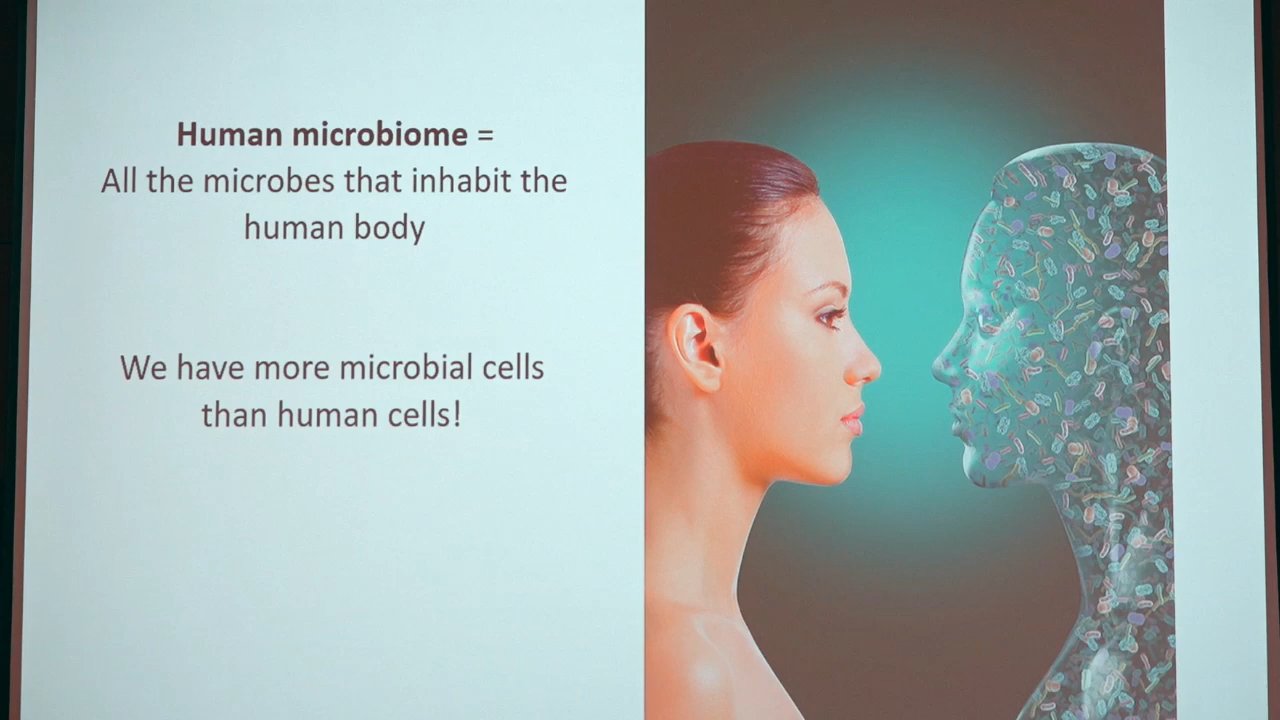 Human microbiome =
All the microbes that inhabit the
human body
We have more microbial cells
than human cells!